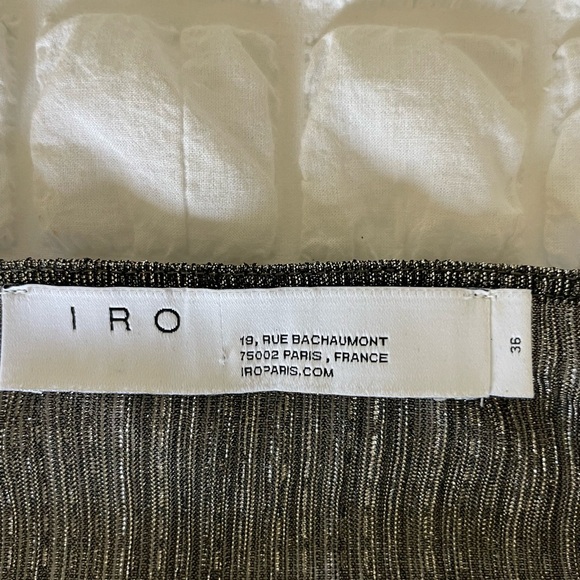 IRO
19, RUE BACHAUMONT
75002 PARIS, FRANCE
IROPARIS.COM
36